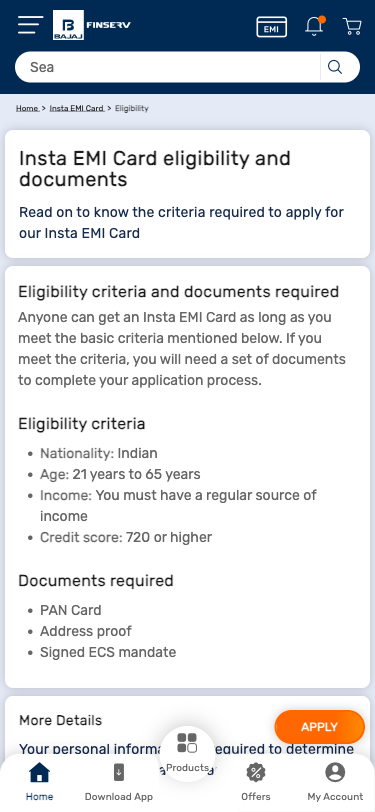 B
BAJAJ
FINSERV
EMI
Sea
Home > Insta EMI Card > Eligibility
Insta EMI Card eligibility and
documents
Read on to know the criteria required to apply for
our Insta EMI Card
Eligibility criteria and documents required
Anyone can get an Insta EMI Card as long as you
meet the basic criteria mentioned below. If you
meet the criteria, you will need a set of documents
to complete your application process.
Eligibility criteria
• Nationality: Indian
• Age: 21 years to 65 years
• Income: You must have a regular source of
income
• Credit score: 720 or higher
Documents required
• PAN Card
• Address proof
• Signed ECS mandate
More Details
APPLY
Your personal informa required to determine
Products
Home
Download App
Offers
My Account